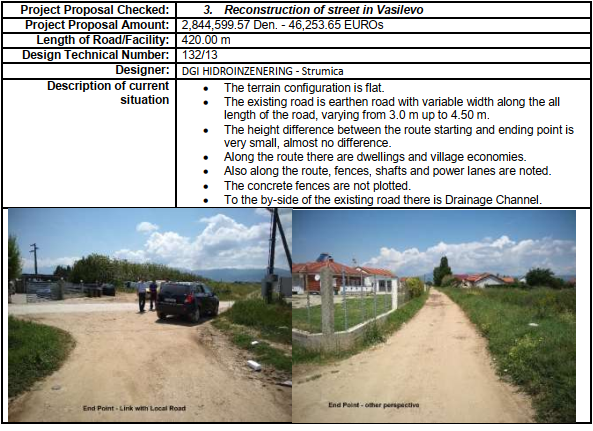 Project Proposal Checked: 3. Reconstruction of street in Vasilevo
Project Proposal Amount: 2,844,599.57 Den. - 46,253.65 EUROs
Length of Road/Facility: 420.00 m
Design Technical Number: 132/13
Designer: DGI HIDROINZENERING - Strumica
Description of current situation
• The terrain configuration is flat.
• The existing road is earthen road with variable width along the all
length of the road, varying from 3.0 m up to 4.50 m.
• The height difference between the route starting and ending point is
very small, almost no difference.
• Along the route there are dwellings and village economies.
• Also along the route, fences, shafts and power lanes are noted.
• The concrete fences are not plotted.
• To the by-side of the existing road there is Drainage Channel.
End Point - Link with Local Road
End Point - other perspective